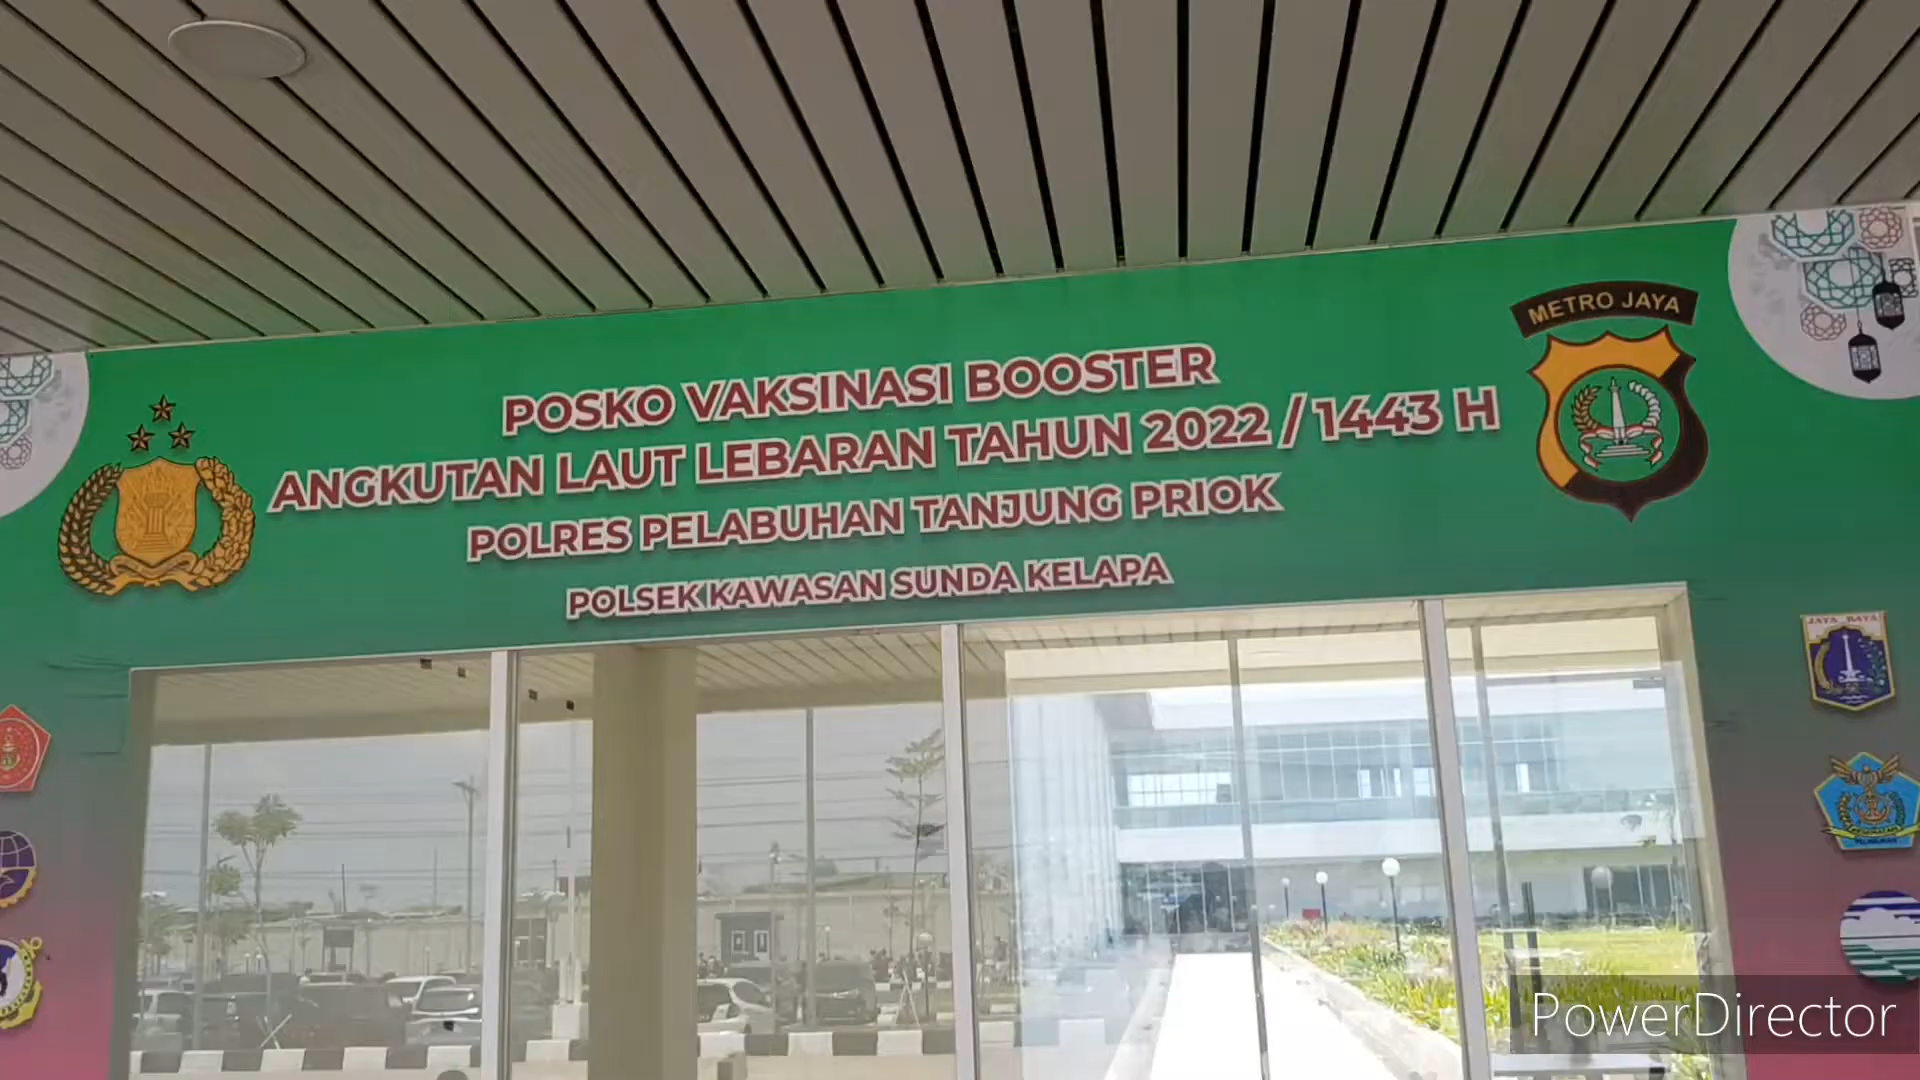 METRO JAYA
POSKO VAKSINASI BOOSTER
ANGKUTAN LAUT LEBARAN TAHUN 2022 / 1443 H
POLRES PELABUHAN TANJUNG PRIOK
POLSEK KAWASAN SUNDA KELAPA
JAYA RAYA
PowerDirector